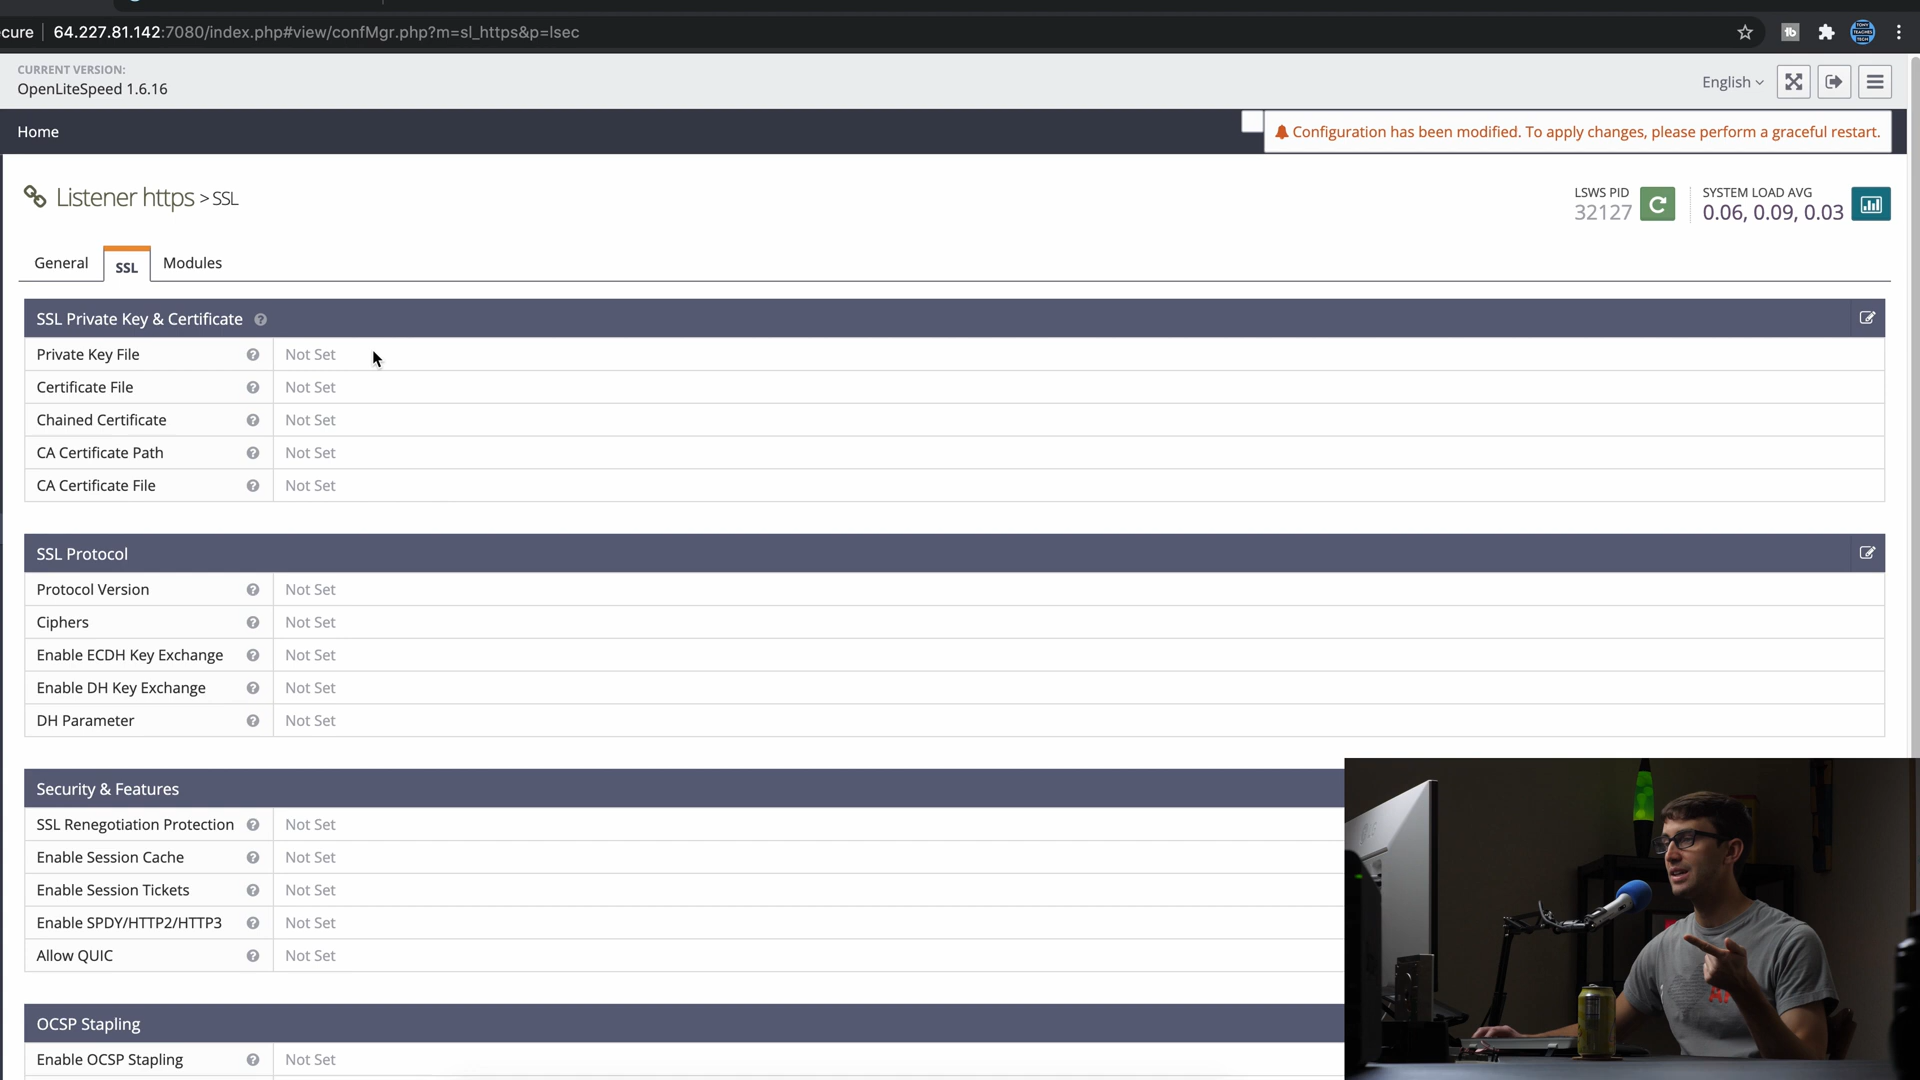 cure 64.227.81.142:7080/index.php#view/confMgr.php?m=sl_https&p=lsec
CURRENT VERSION:
OpenLiteSpeed 1.6.16
English
Home
Configuration has been modified. To apply changes, please perform a graceful restart.
Listener https > SSL
LSWS PID
32127
SYSTEM LOAD AVG
0.06, 0.09, 0.03
General SSL Modules
SSL Private Key & Certificate
Private Key File Not Set
Certificate File Not Set
Chained Certificate Not Set
CA Certificate Path Not Set
CA Certificate File Not Set
SSL Protocol
Protocol Version Not Set
Ciphers Not Set
Enable ECDH Key Exchange Not Set
Enable DH Key Exchange Not Set
DH Parameter Not Set
Security & Features
SSL Renegotiation Protection Not Set
Enable Session Cache Not Set
Enable Session Tickets Not Set
Enable SPDY/HTTP2/HTTP3 Not Set
Allow QUIC Not Set
OCSP Stapling
Enable OCSP Stapling Not Set